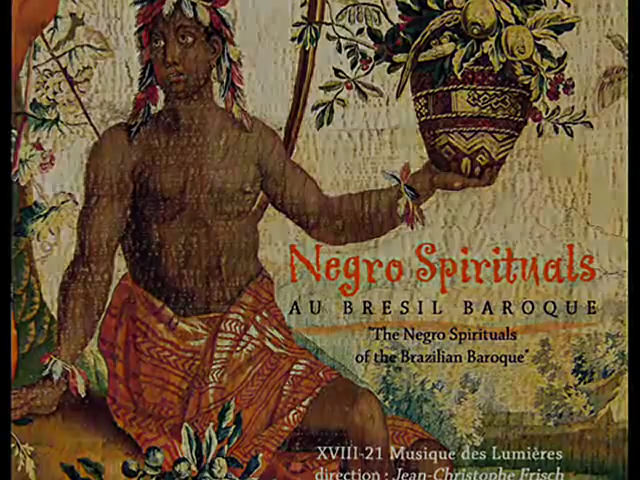 Negro Spirituals
AU BRESIL BAROQUE
"The Negro Spirituals
of the Brazilian Baroque"
XVIII-21 Musique des Lumières
direction : Jean-Christophe Frisch